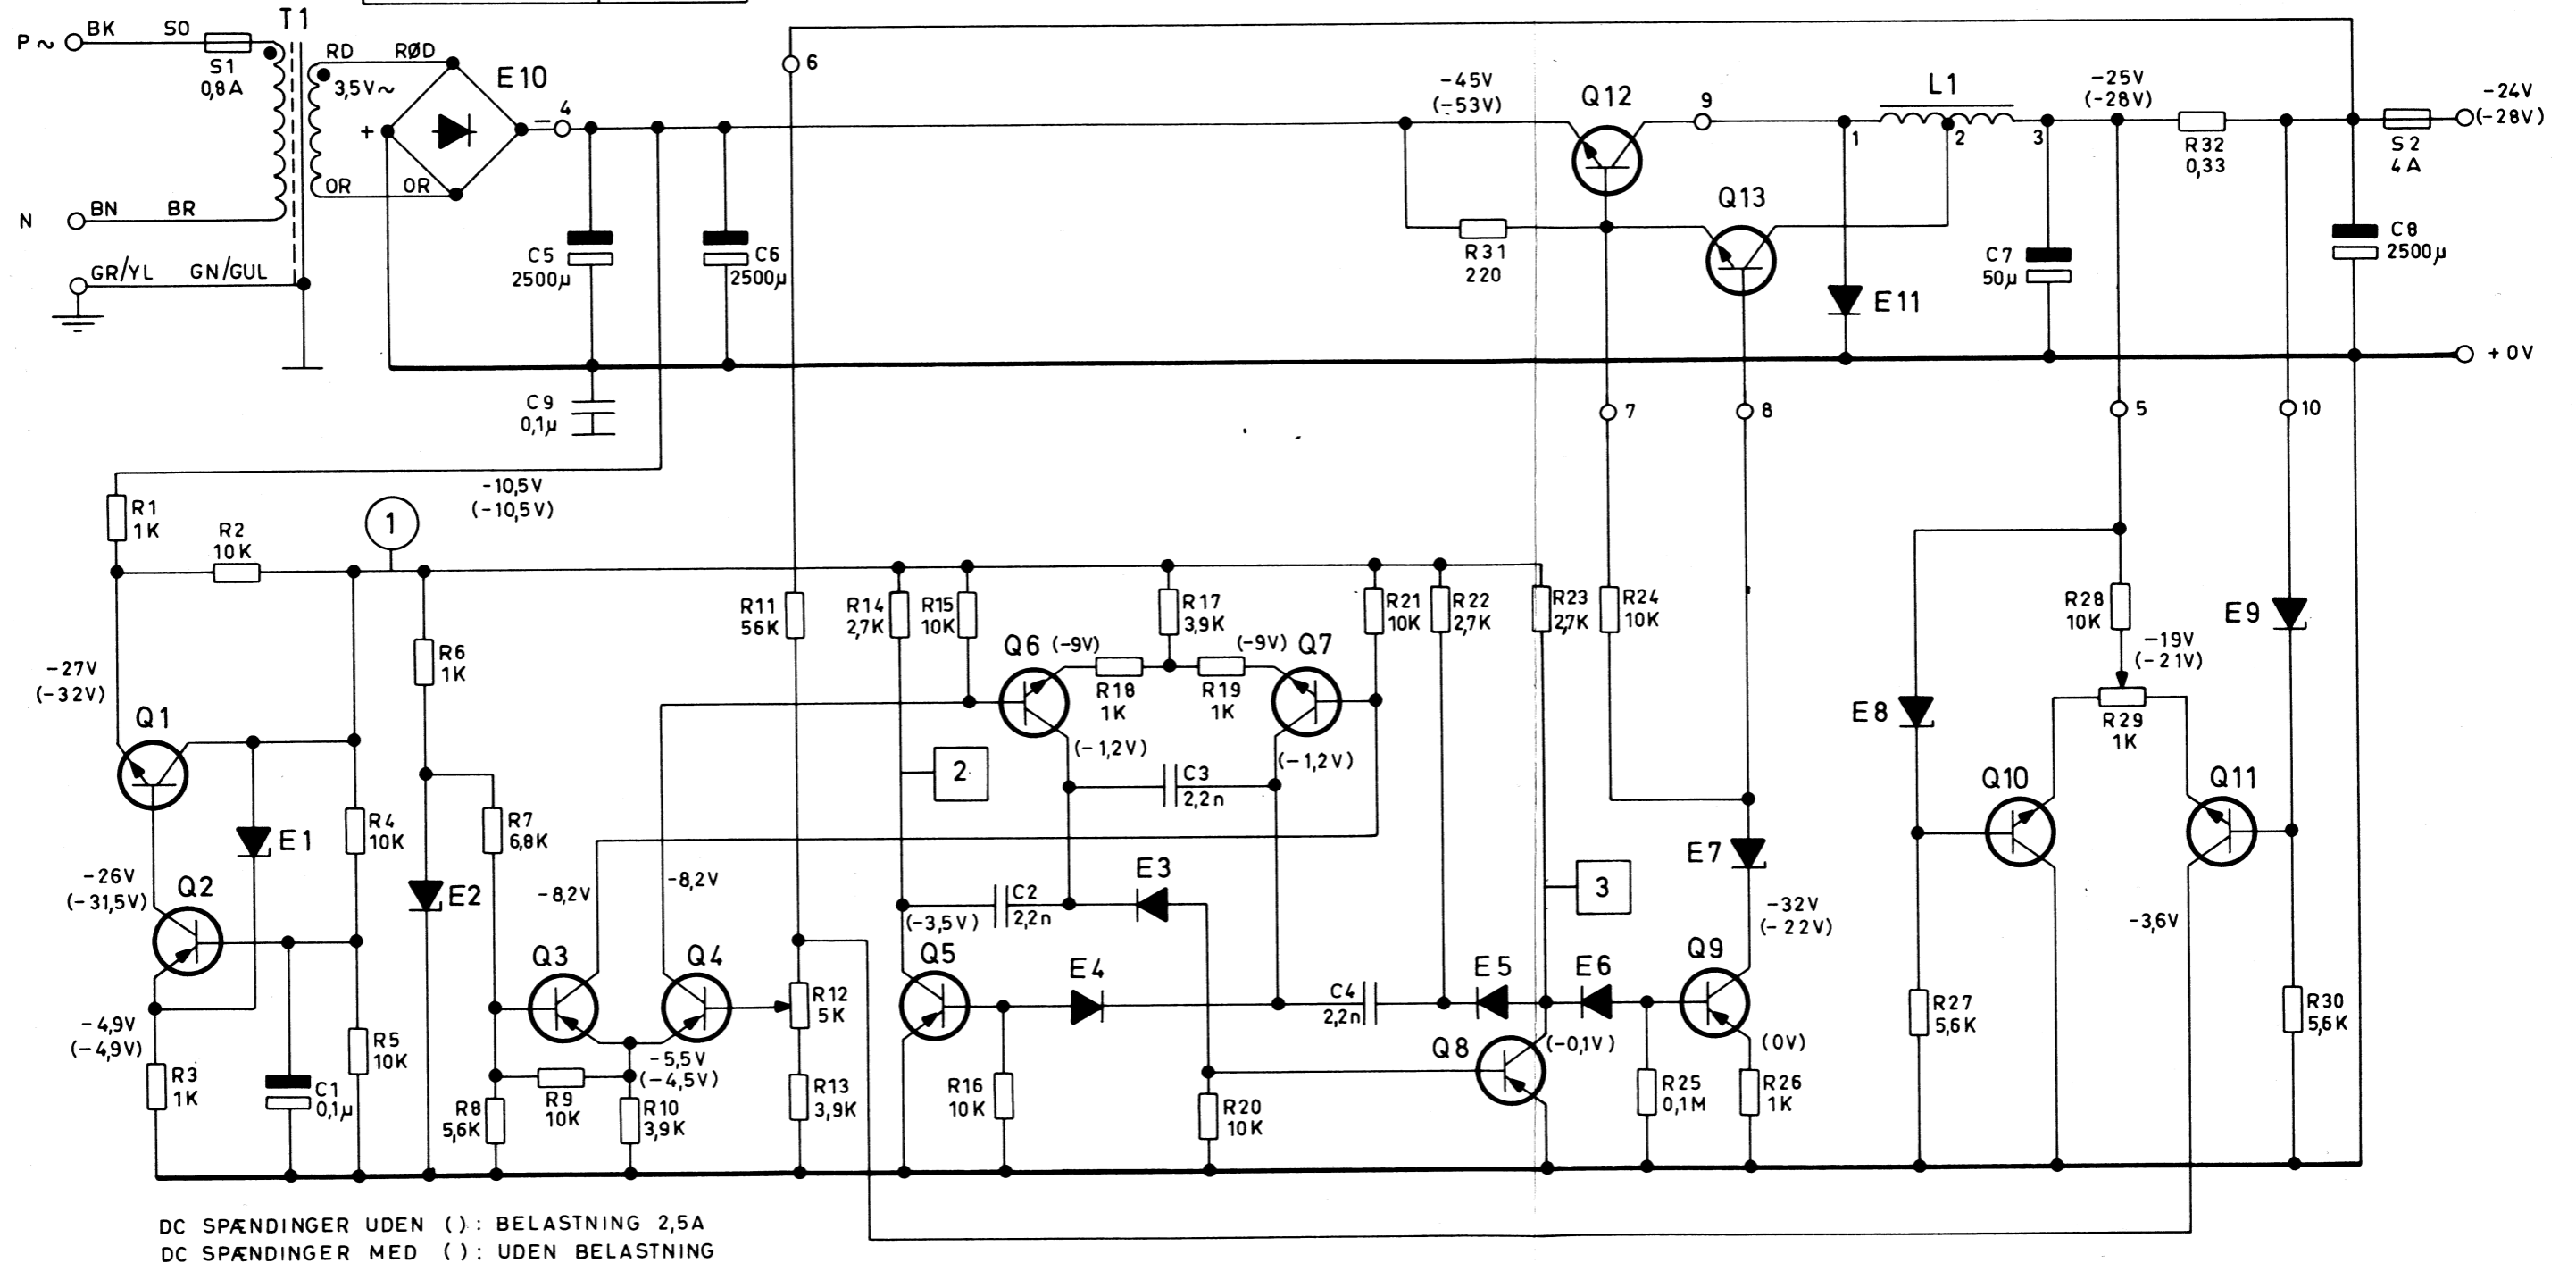 T1
P~ BK SO
S1
0,8A
RD RØD
3,5V~
E10
+
−
4
6
N BN BR
OR OR
GR/YL GN/GUL
C5
2500µ
C6
2500µ
C9
0,1µ
-45V
(-53V)
Q12
9
R31
220
Q13
L1
1
2
3
-25V
(-28V)
R32
0,33
S2
4A
-24V
(-28V)
E11
C7
50µ
C8
2500µ
+0V
7
8
5
10
-10,5V
(-10,5V)
R1
1K
R2
10K
1
R6
1K
R11
56K
R14
2,7K
R15
10K
R17
3,9K
R21
10K
R22
2,7K
R23
2,7K
R24
10K
R28
10K
E9
-27V
(-32V)
Q6 (-9V)
(-9V) Q7
R18
1K
R19
1K
-19V
(-21V)
R29
1K
Q1
(-1,2V)
(-1,2V)
2
C3
2,2n
E8
Q10
Q11
E1
R4
10K
R7
6,8K
E7
-26V
(-31,5V)
Q2
E2
-8,2V
-8,2V
(-3,5V)
C2
2,2n
E3
3
-32V
(-22V)
-3,6V
Q3
Q4
Q5
E4
C4
2,2n
E5
E6
Q9
R12
5K
-4,9V
(-4,9V)
R3
1K
C1
0,1µ
R5
10K
R8
5,6K
R9
10K
-5,5V
(-4,5V)
R10
3,9K
R13
3,9K
R16
10K
R20
10K
Q8
(-0,1V)
(0V)
R25
0,1M
R26
1K
R27
5,6K
R30
5,6K
DC SPÆNDINGER UDEN ( ): BELASTNING 2,5A
DC SPÆNDINGER MED ( ): UDEN BELASTNING